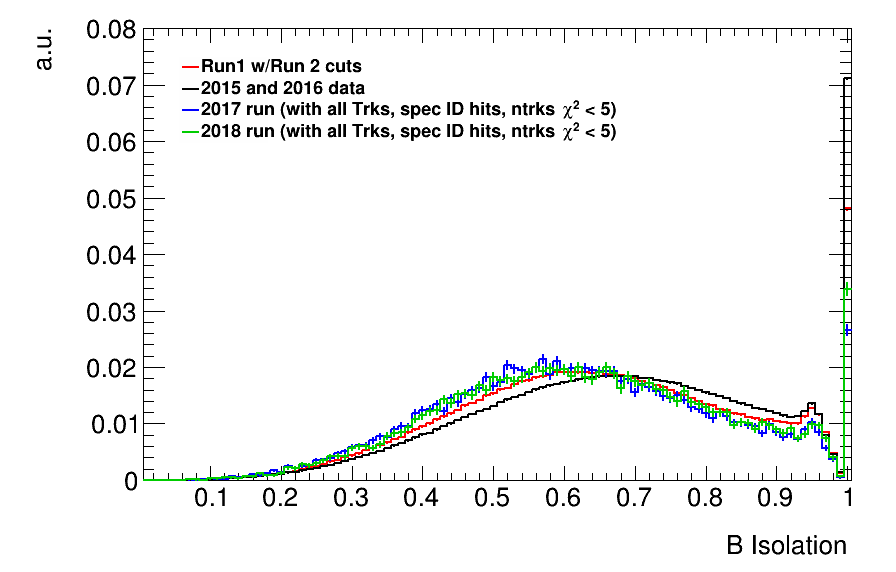 a.u.
0.08
0.07
0.06
0.05
0.04
0.03
0.02
0.01
0
Run1 w/Run 2 cuts
2015 and 2016 data
2017 run (with all Trks, spec ID hits, ntrks χ² < 5)
2018 run (with all Trks, spec ID hits, ntrks χ² < 5)
0.1 0.2 0.3 0.4 0.5 0.6 0.7 0.8 0.9 1
B Isolation